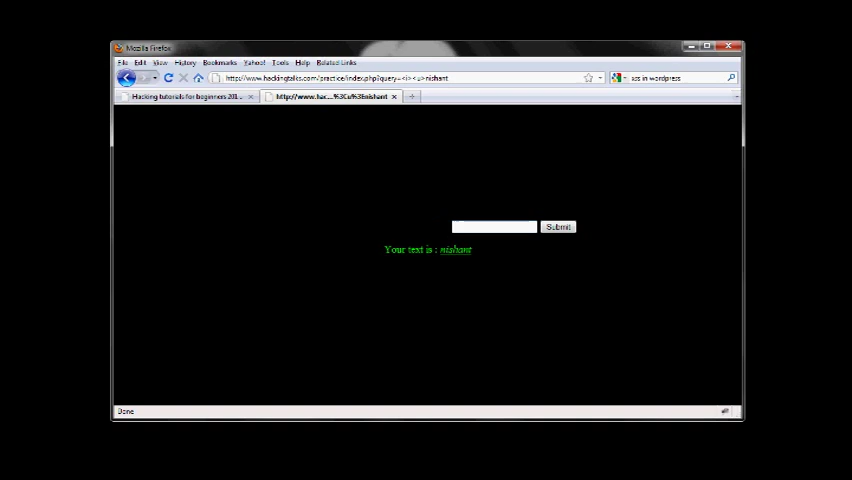 Mozilla Firefox
File Edit View History Bookmarks Yahoo! Tools Help Related Links
http://www.hackingtalks.com/practice/index.php?query=<i><u>nishant
xss in wordpress
Hacking tutorials for beginners 201...
http://www.hac...%3Cu%3Enishant
Submit
Your text is : nishant
Done